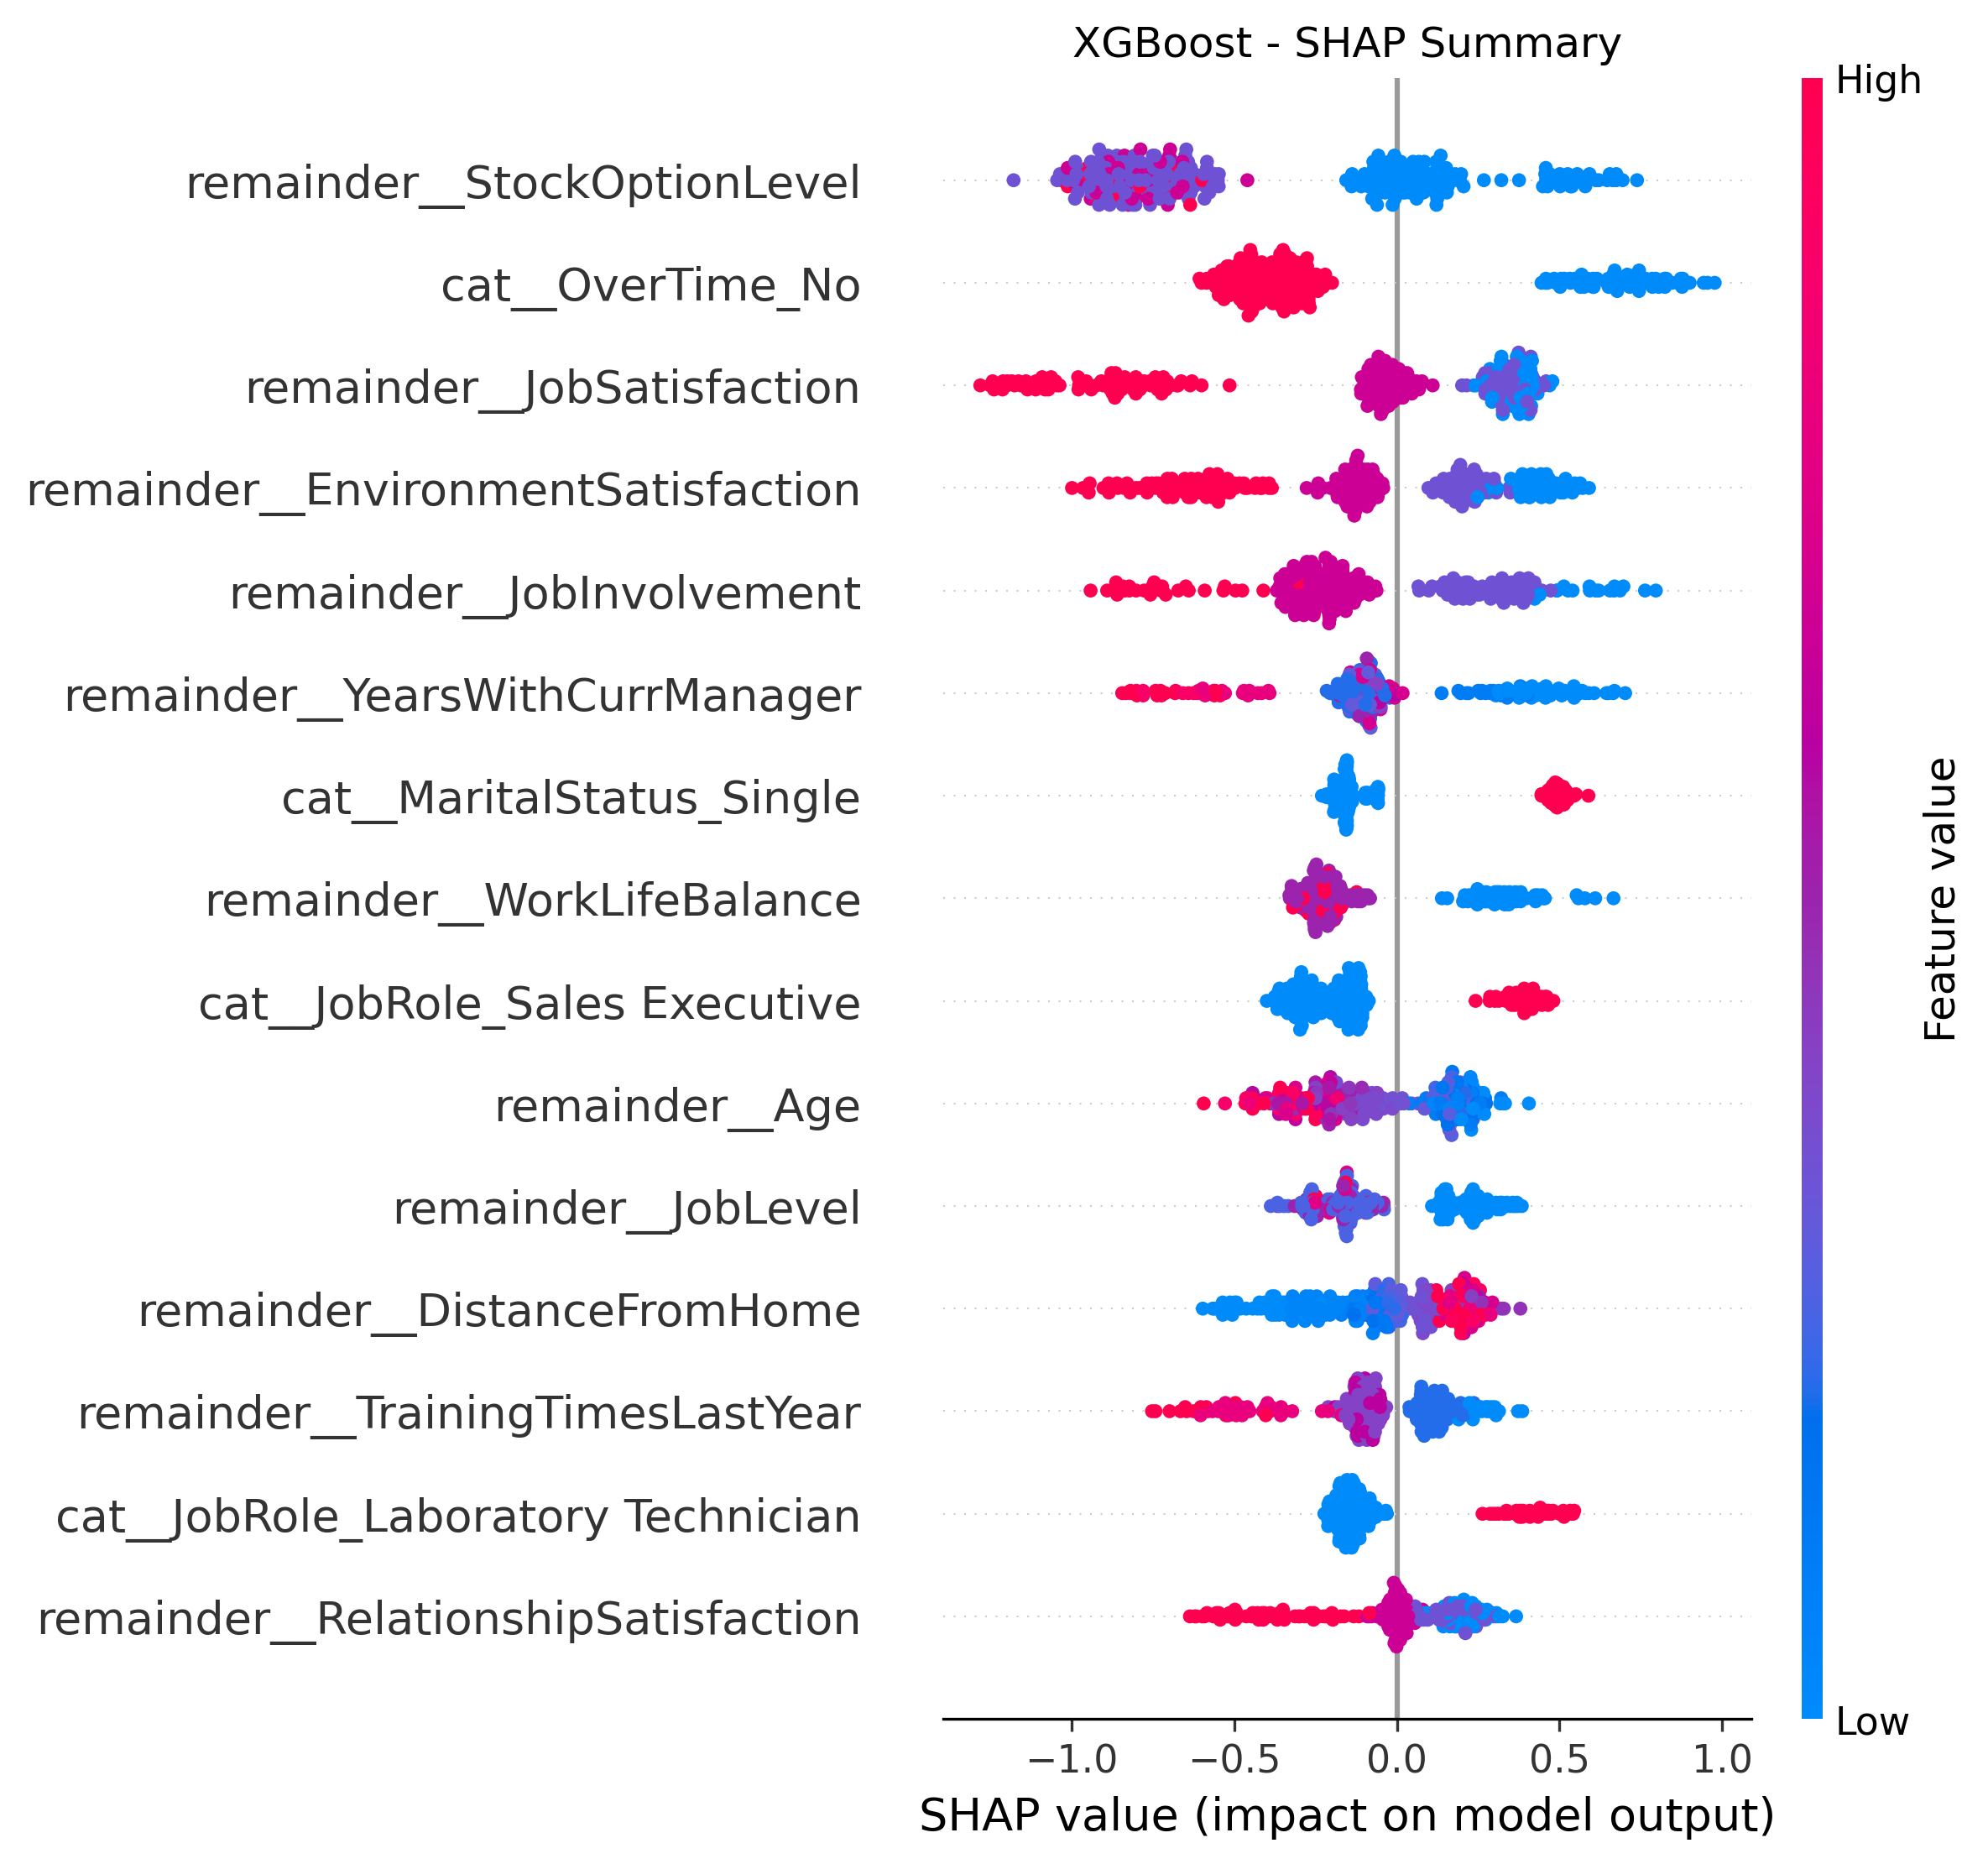 XGBoost - SHAP Summary
High
remainder__StockOptionLevel
cat__OverTime_No
remainder__JobSatisfaction
remainder__EnvironmentSatisfaction
remainder__JobInvolvement
remainder__YearsWithCurrManager
cat__MaritalStatus_Single
remainder__WorkLifeBalance
cat__JobRole_Sales Executive
remainder__Age
remainder__JobLevel
remainder__DistanceFromHome
remainder__TrainingTimesLastYear
cat__JobRole_Laboratory Technician
remainder__RelationshipSatisfaction
Feature value
Low
−1.0 −0.5 0.0 0.5 1.0
SHAP value (impact on model output)